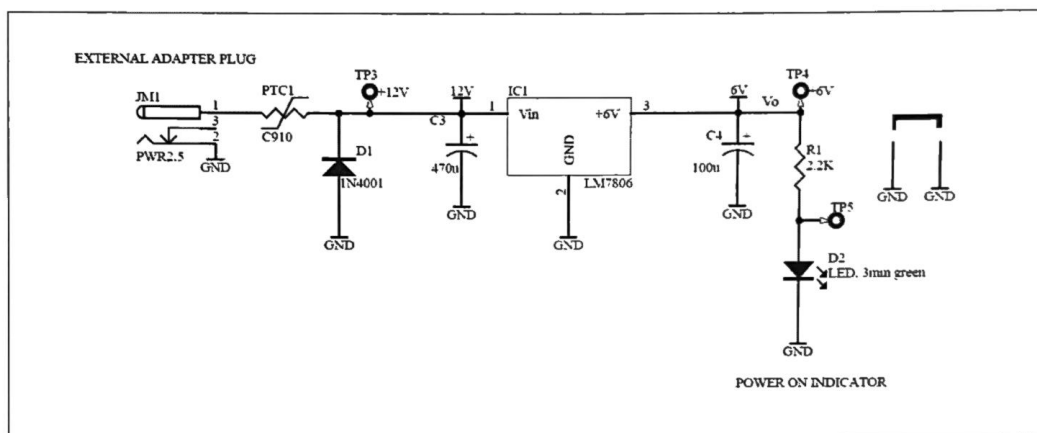 EXTERNAL ADAPTER PLUG
JM1
1
3
2
PWR2.5
GND
PTC1
C910
TP3
+12V
D1
1N4001
GND
12V
C3
+
470u
GND
1
IC1
Vin
+6V
GND
2
LM7806
GND
3
6V
Vo
C4
+
100u
GND
TP4
+6V
R1
2.2K
TP5
D2
LED. 3mm green
GND
GND
GND
POWER ON INDICATOR